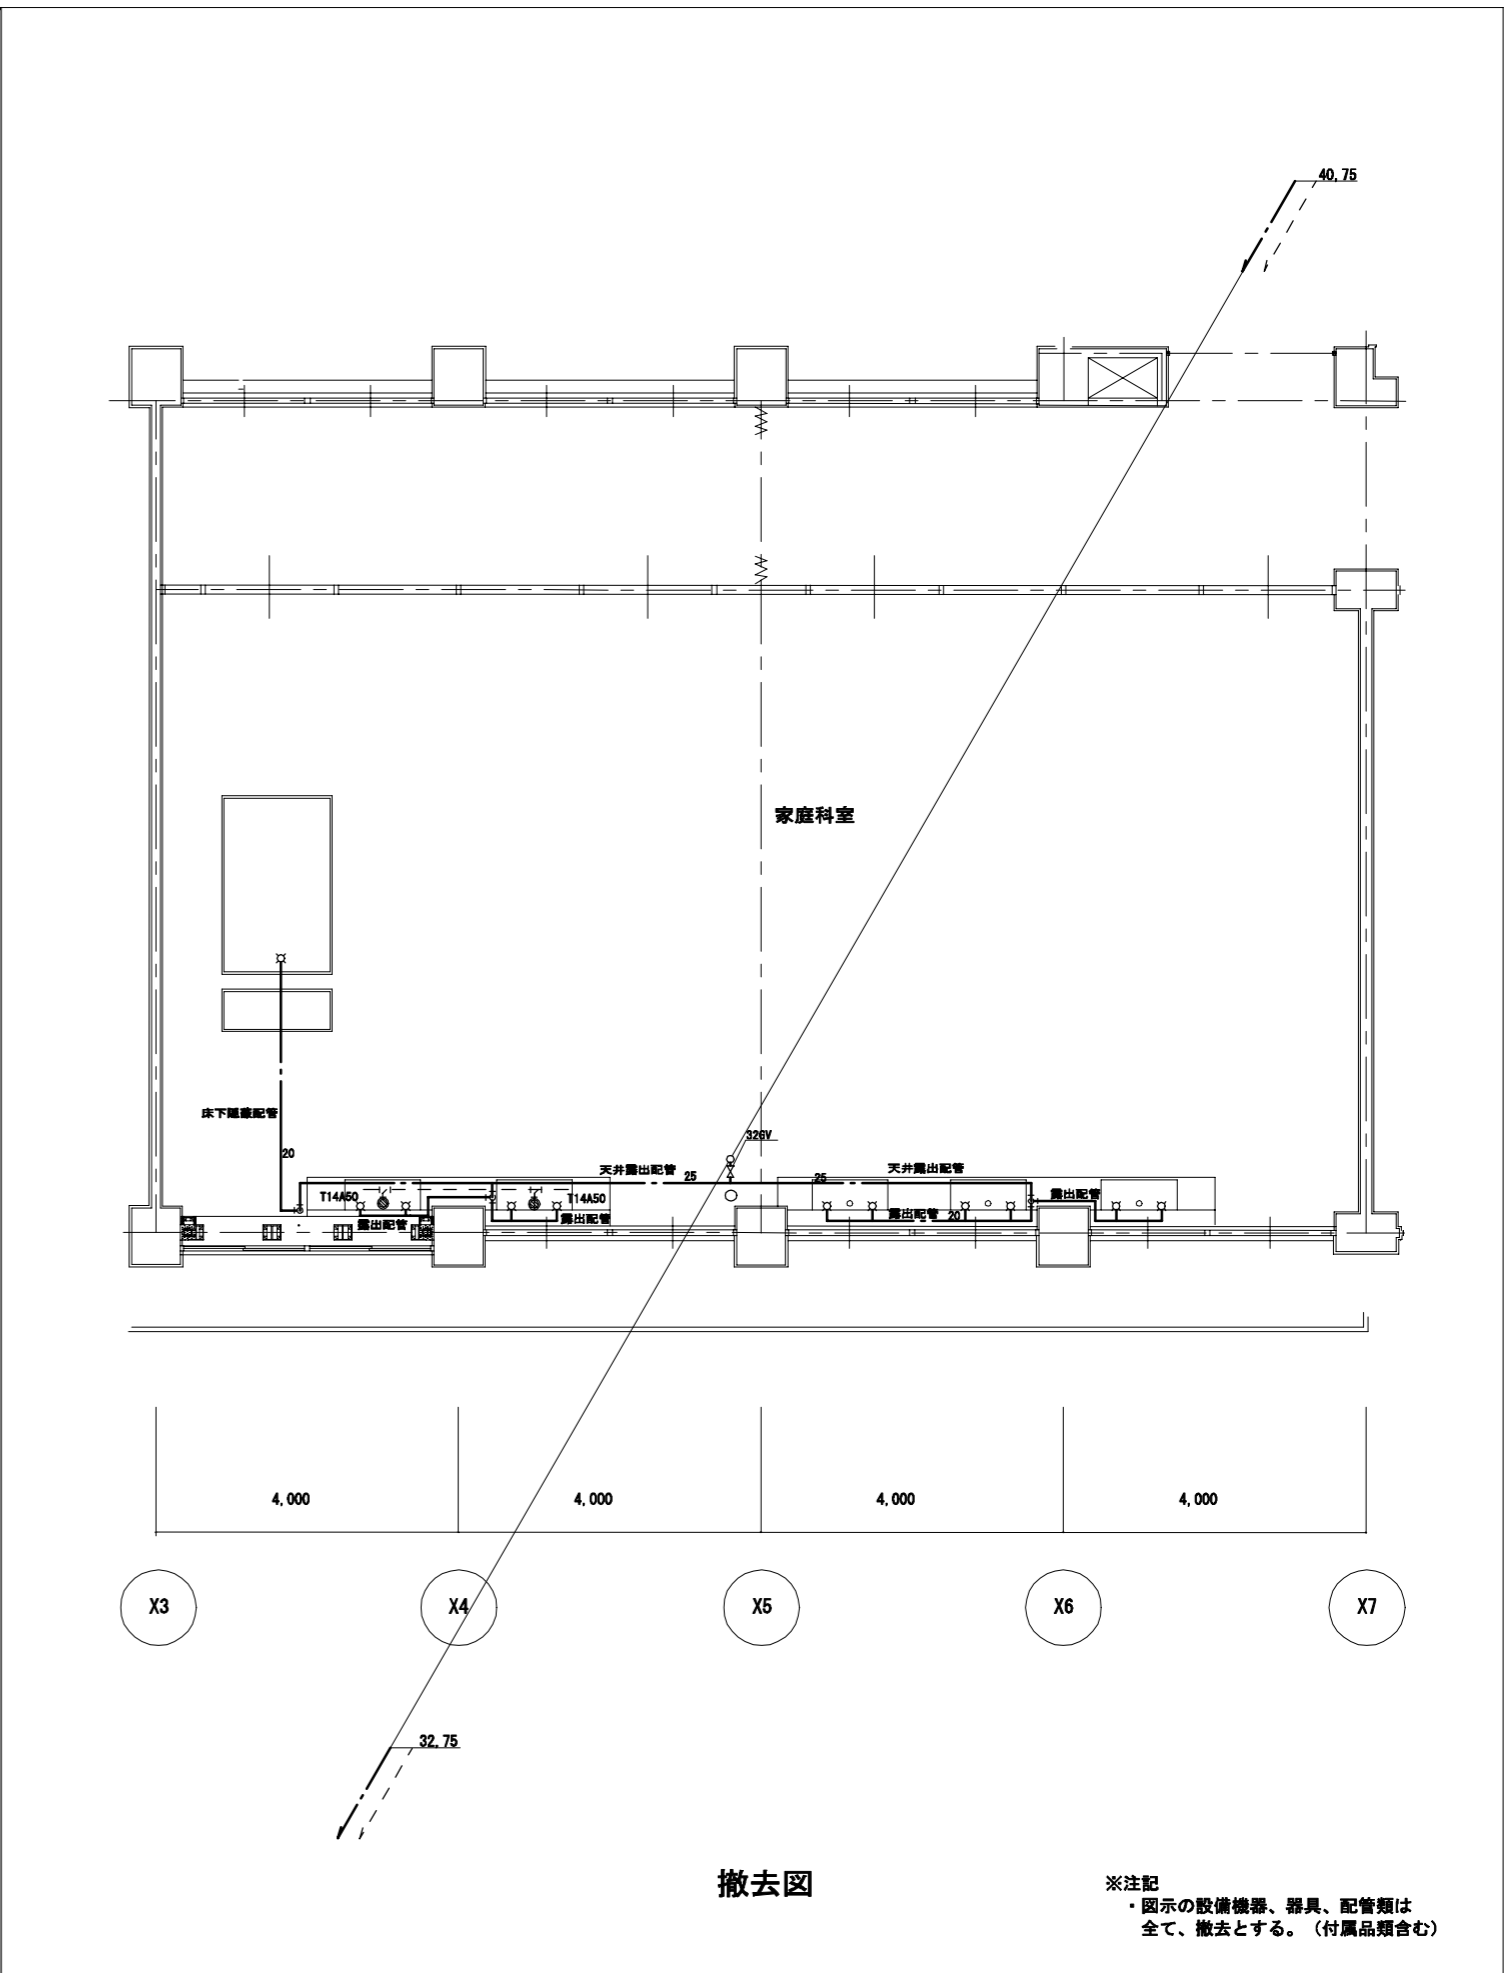 40,75
家庭科室
床下隠蔽配管
20
32GV
天井露出配管
25
25
天井露出配管
T14A50
T14A50
露出配管
露出配管
露出配管
露出配管
20
4,000
4,000
4,000
4,000
X3
X4
X5
X6
X7
32,75
撤去図
※注記
・図示の設備機器、器具、配管類は
全て、撤去とする。（付属品類含む）